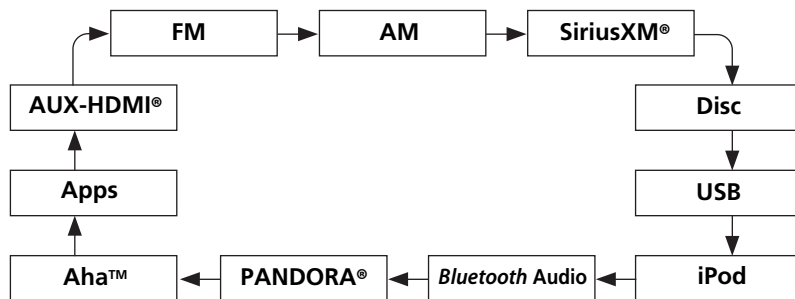 FM
AM
SiriusXM®
Disc
USB
iPod
Bluetooth Audio
PANDORA®
Aha™
Apps
AUX-HDMI®